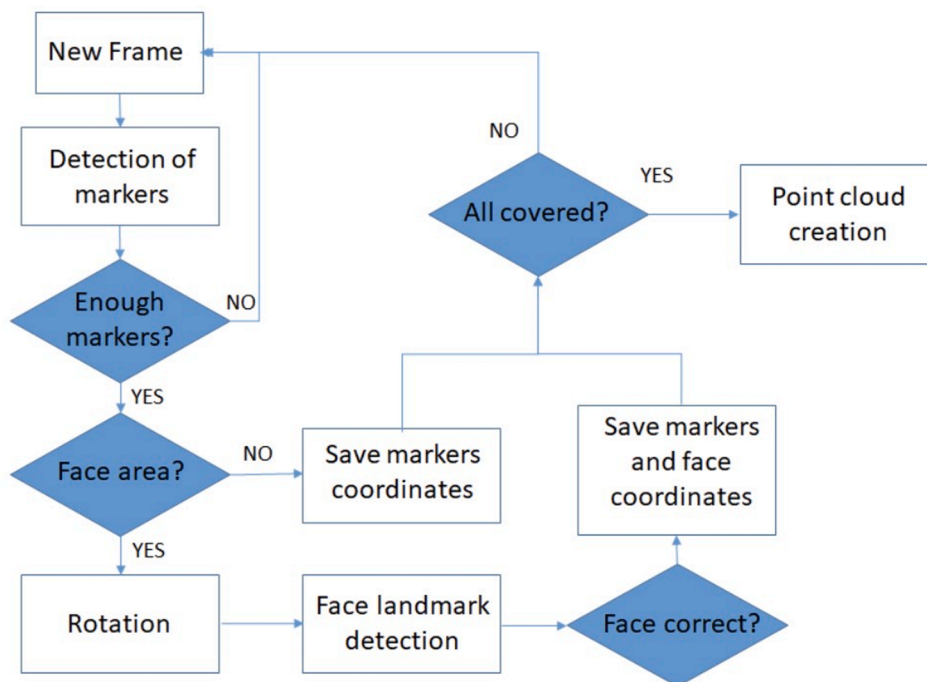 New Frame
Detection of
markers
Enough
markers?
NO
YES
Face area?
NO
YES
Rotation
Face landmark
detection
Face correct?
Save markers
coordinates
Save markers
and face
coordinates
All covered?
NO
YES
Point cloud
creation